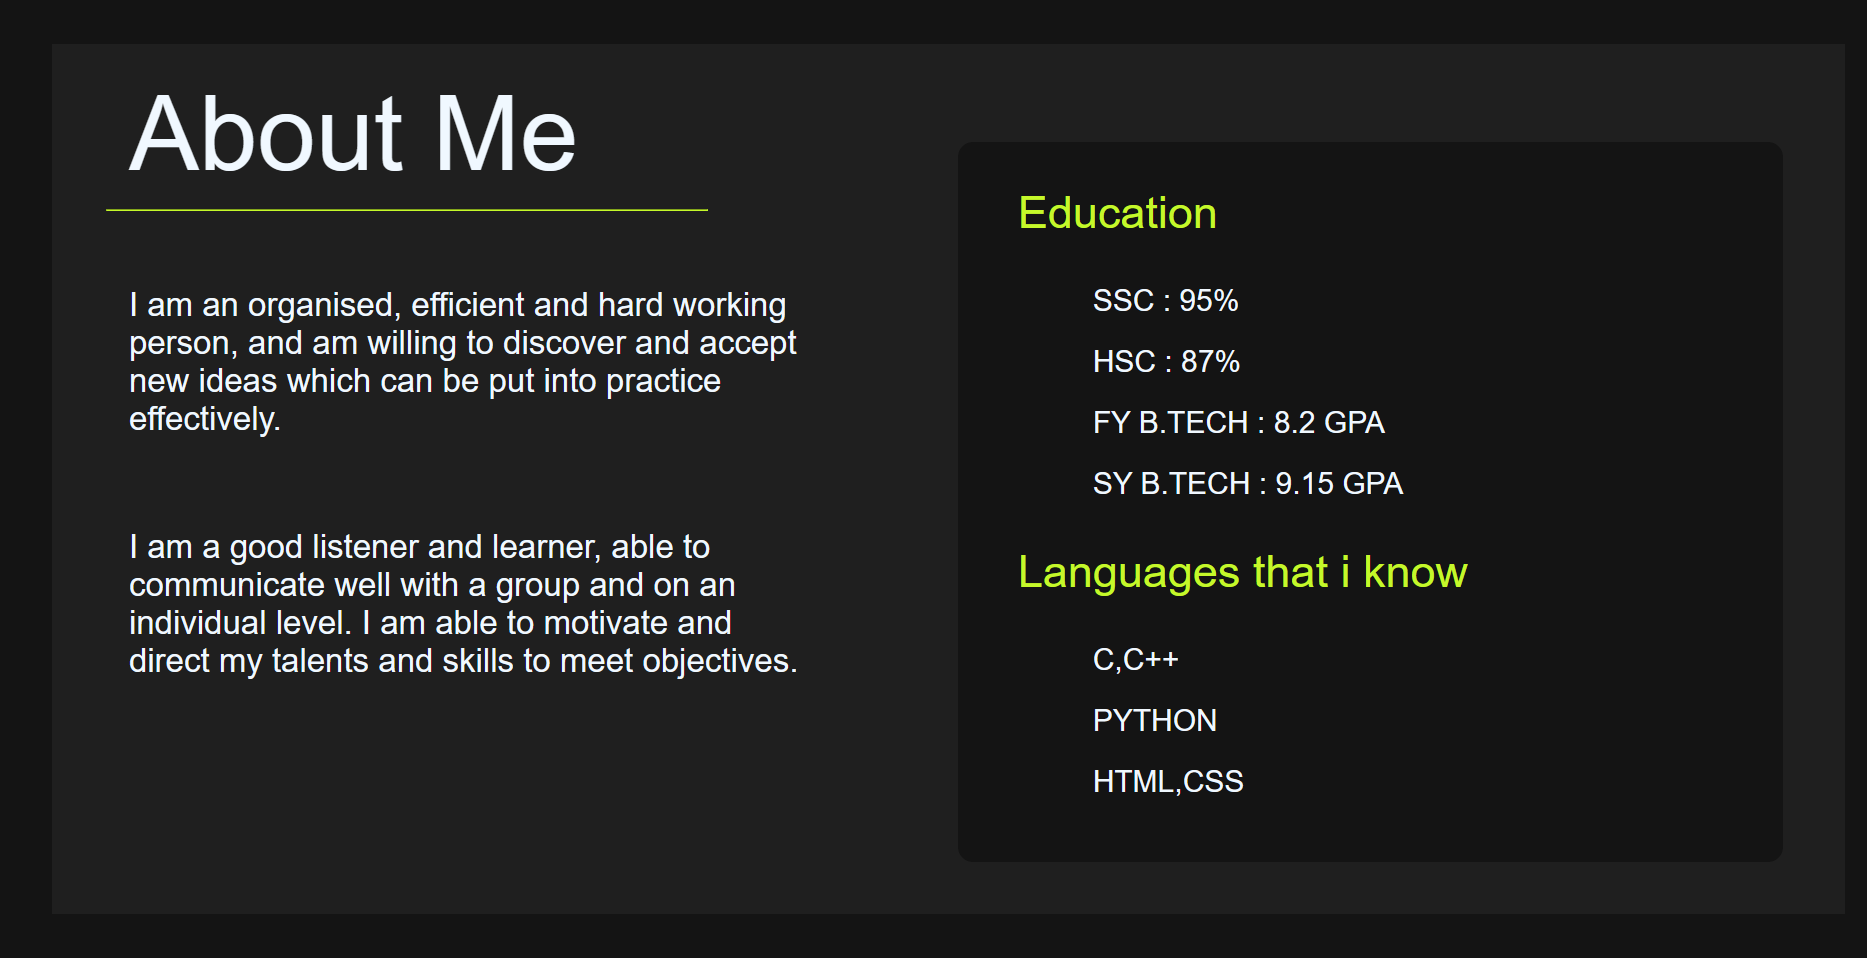 About Me
I am an organised, efficient and hard working
person, and am willing to discover and accept
new ideas which can be put into practice
effectively.
I am a good listener and learner, able to
communicate well with a group and on an
individual level. I am able to motivate and
direct my talents and skills to meet objectives.
Education
SSC : 95%
HSC : 87%
FY B.TECH : 8.2 GPA
SY B.TECH : 9.15 GPA
Languages that i know
C,C++
PYTHON
HTML,CSS